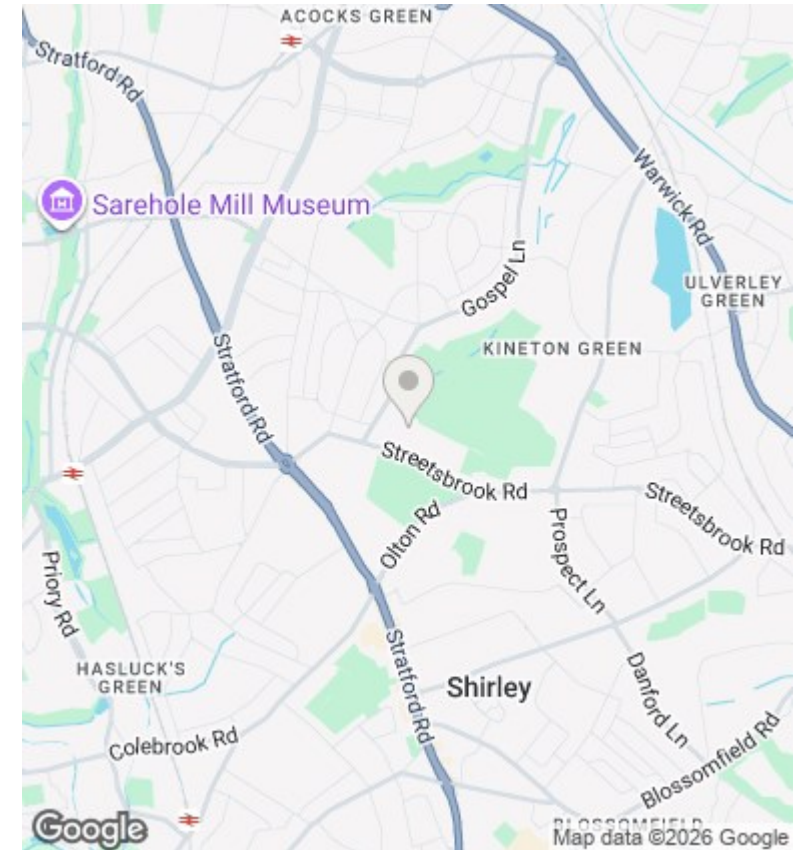 ACOCKS GREEN
Stratford Rd
Warwick Rd
Sarehole Mill Museum
Gospel Ln
ULVERLEY
GREEN
KINETON GREEN
Stratford Rd
Streetsbrook Rd
Streetsbrook Rd
Olton Rd
Prospect Ln
Priory Rd
Stratford Rd
HASLUCK'S
GREEN
Shirley
Danford Ln
Colebrook Rd
Blossomfield Rd
BLOSSOMFIELD
Google
Map data ©2026 Google